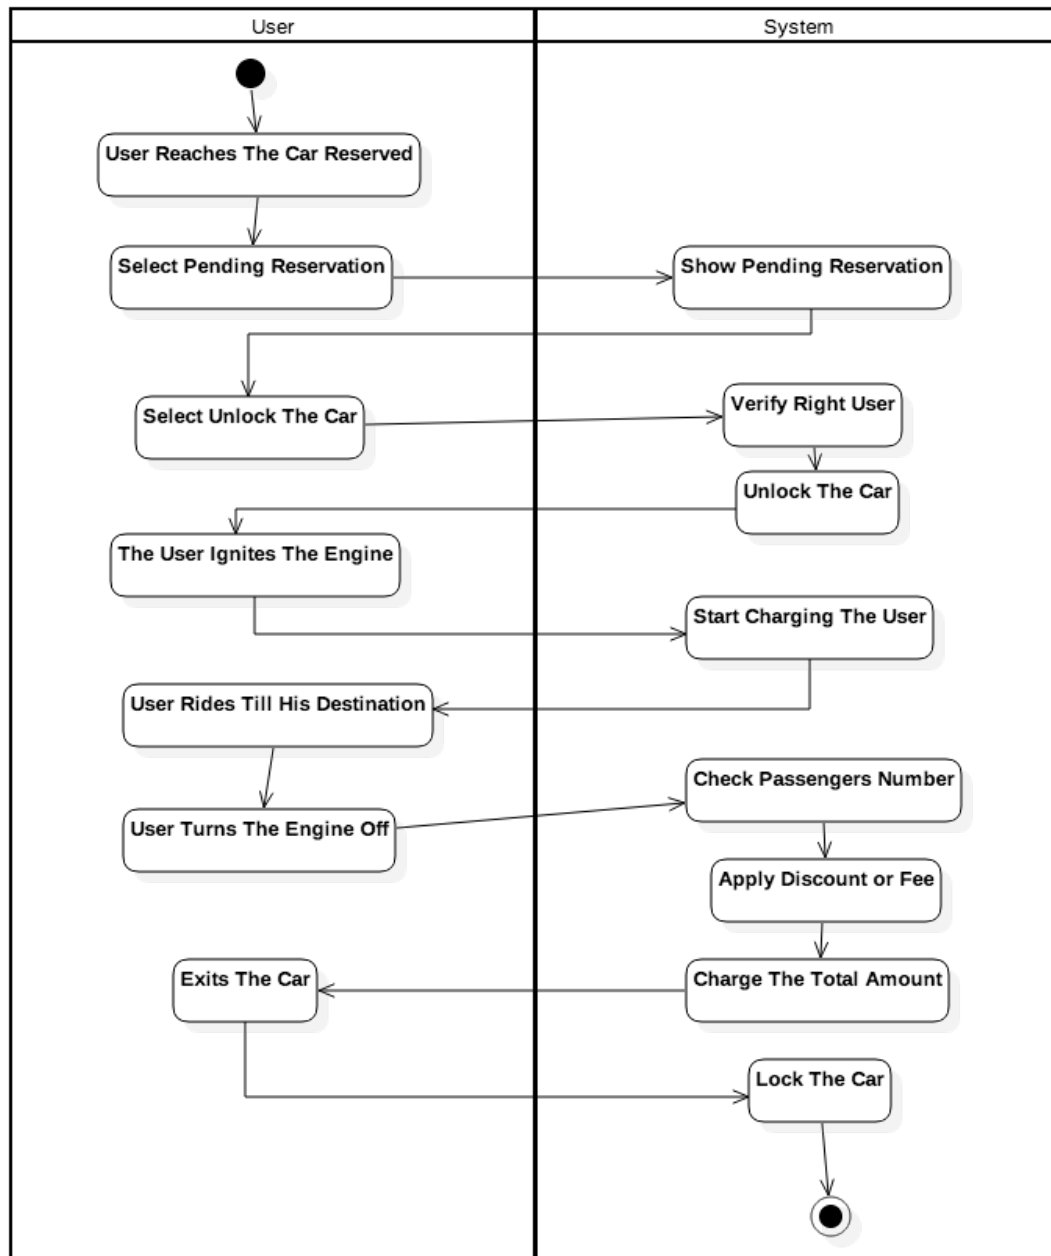 User
System
User Reaches The Car Reserved
Select Pending Reservation
Show Pending Reservation
Select Unlock The Car
Verify Right User
Unlock The Car
The User Ignites The Engine
Start Charging The User
User Rides Till His Destination
User Turns The Engine Off
Check Passengers Number
Apply Discount or Fee
Charge The Total Amount
Exits The Car
Lock The Car